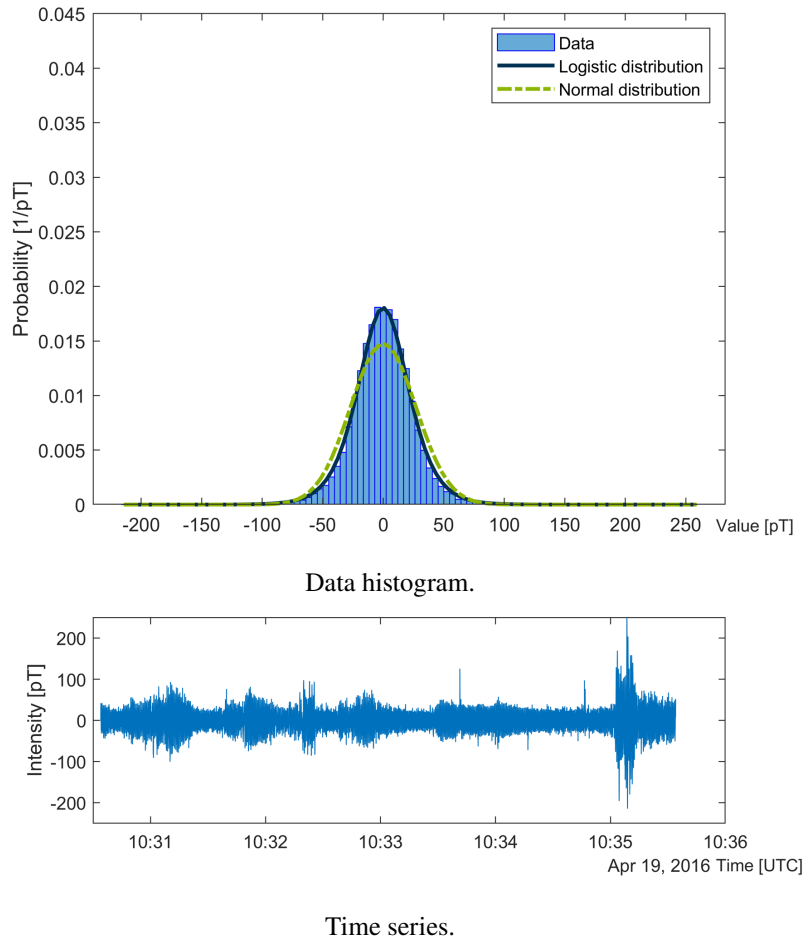 0.045
0.04
0.035
0.03
0.025
0.02
0.015
0.01
0.005
0
Probability [1/pT]
Data
Logistic distribution
Normal distribution
-200 -150 -100 -50 0 50 100 150 200 250 Value [pT]
Data histogram.
200
100
0
-100
-200
Intensity [pT]
10:31 10:32 10:33 10:34 10:35 10:36
Apr 19, 2016 Time [UTC]
Time series.